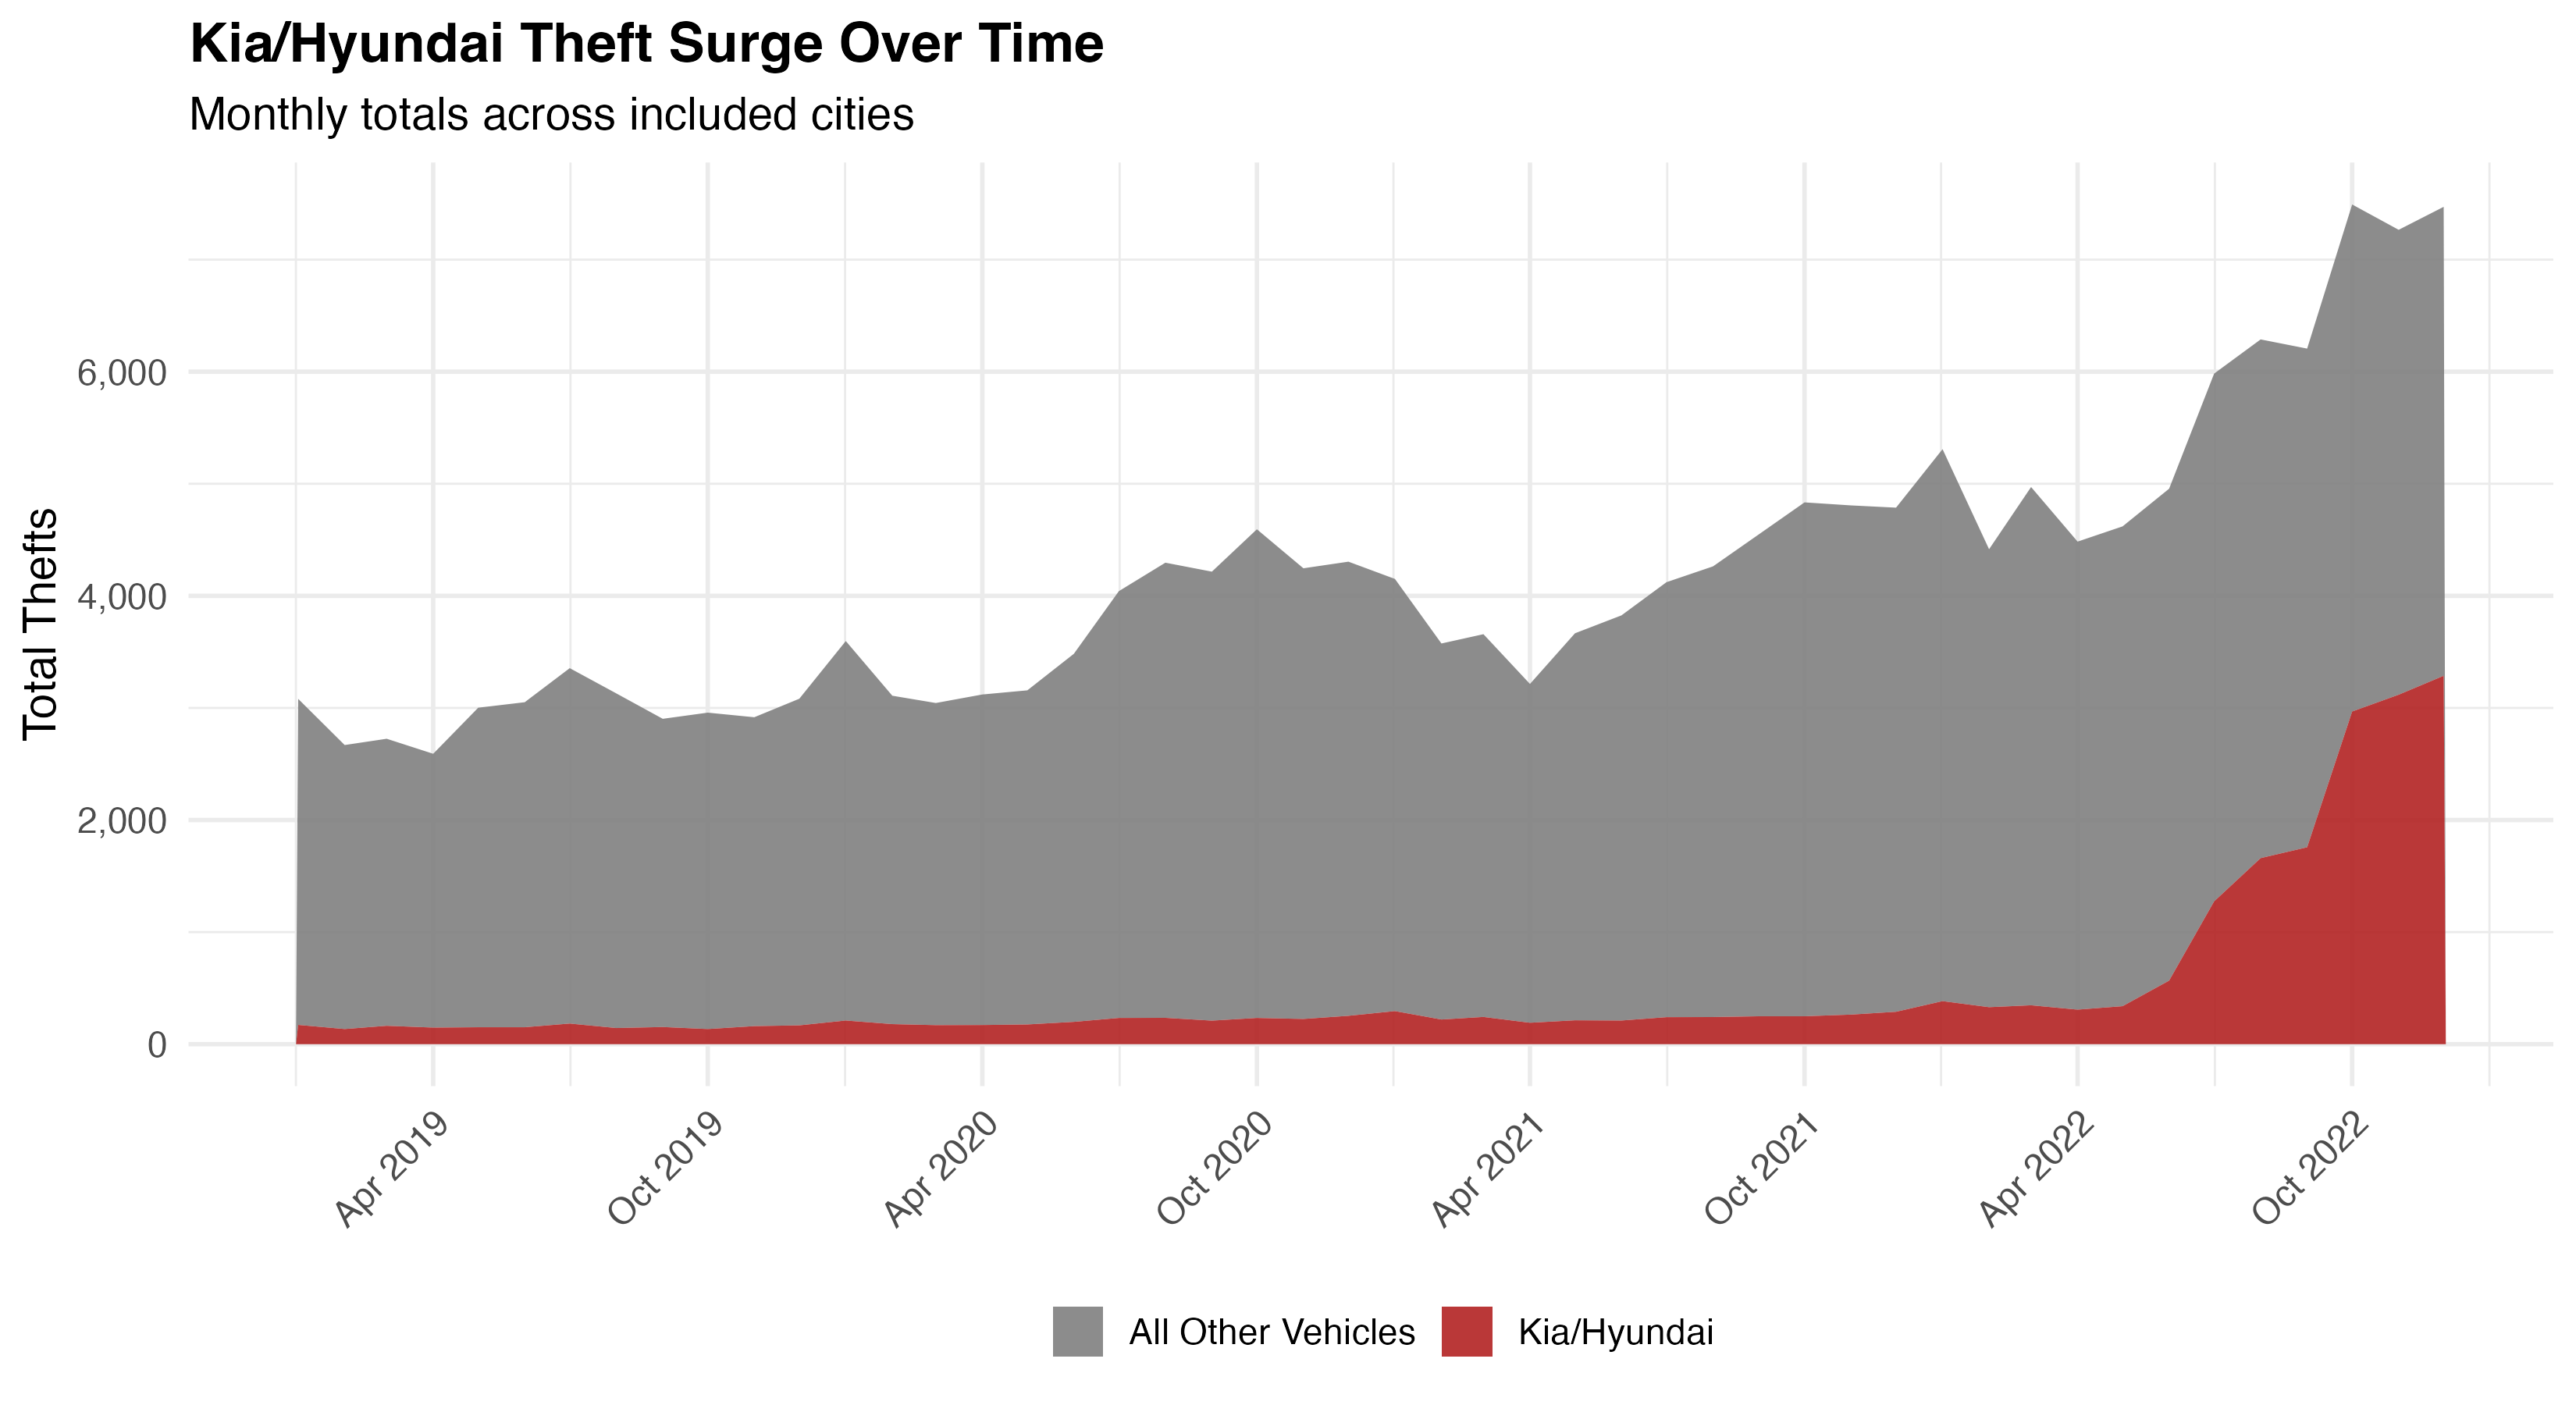 Kia/Hyundai Theft Surge Over Time
Monthly totals across included cities
Total Thefts
6,000
4,000
2,000
0
Apr 2019
Oct 2019
Apr 2020
Oct 2020
Apr 2021
Oct 2021
Apr 2022
Oct 2022
All Other Vehicles
Kia/Hyundai